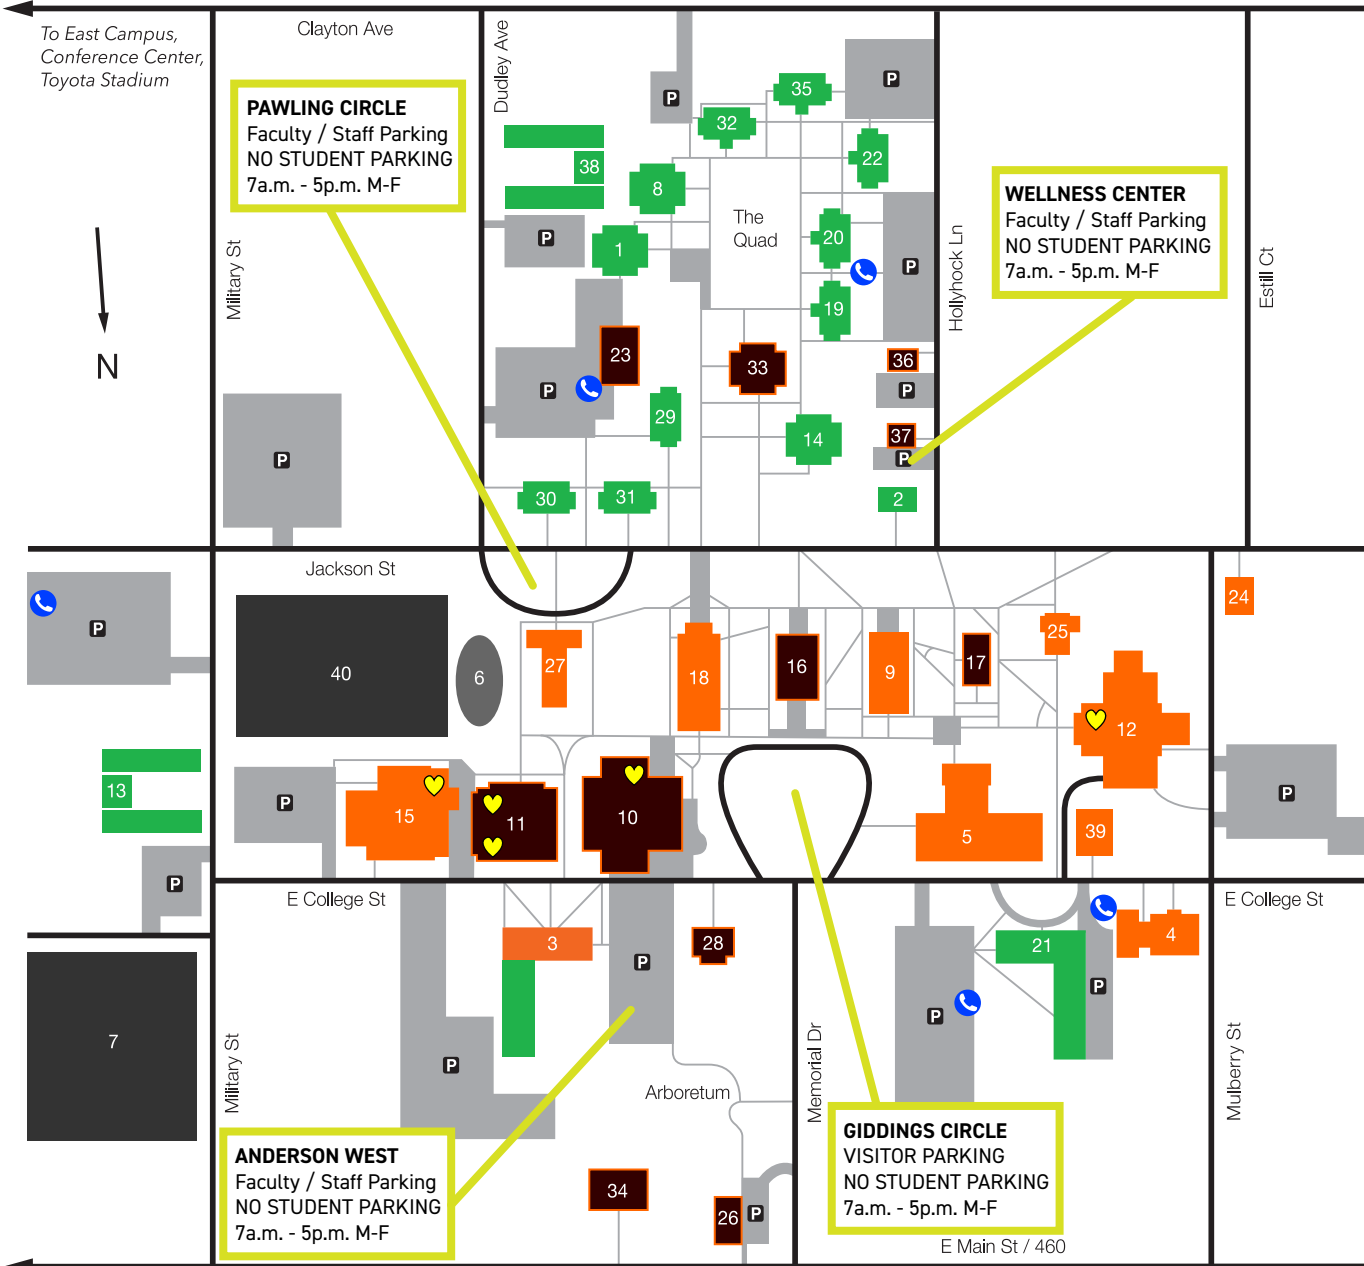 To East Campus,
Conference Center,
Toyota Stadium
Clayton Ave
Dudley Ave
Military St
Hollyhock Ln
Estill Ct
PAWLING CIRCLE
Faculty / Staff Parking
NO STUDENT PARKING
7a.m. - 5p.m. M-F
WELLNESS CENTER
Faculty / Staff Parking
NO STUDENT PARKING
7a.m. - 5p.m. M-F
N
P
P
35
32
22
38
8
The
Quad
20
P
1
P
19
23
33
36
P
P
29
14
37
P
P
30
31
2
Jackson St
P
24
25
40
6
27
18
16
9
17
12
13
P
15
11
10
5
39
P
P
E College St
E College St
3
28
21
4
P
P
P
7
P
Military St
Arboretum
Memorial Dr
Mulberry St
ANDERSON WEST
Faculty / Staff Parking
NO STUDENT PARKING
7a.m. - 5p.m. M-F
GIDDINGS CIRCLE
VISITOR PARKING
NO STUDENT PARKING
7a.m. - 5p.m. M-F
34
26
P
E Main St / 460